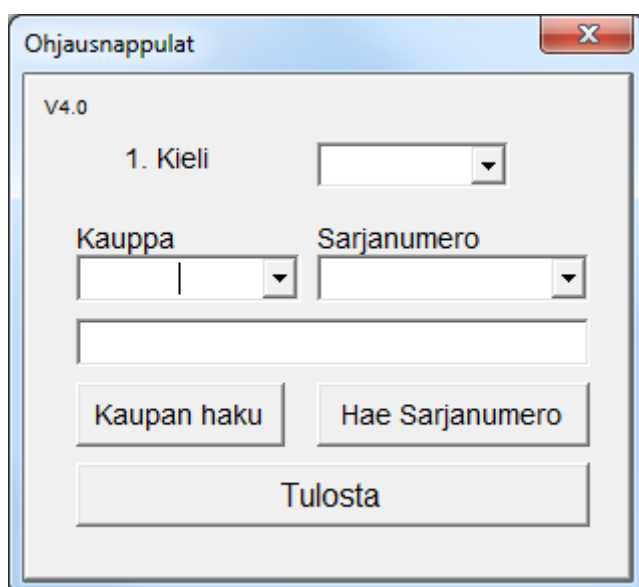 Ohjausnappulat
V4.0
1. Kieli
Kauppa Sarjanumero
Kaupan haku Hae Sarjanumero
Tulosta